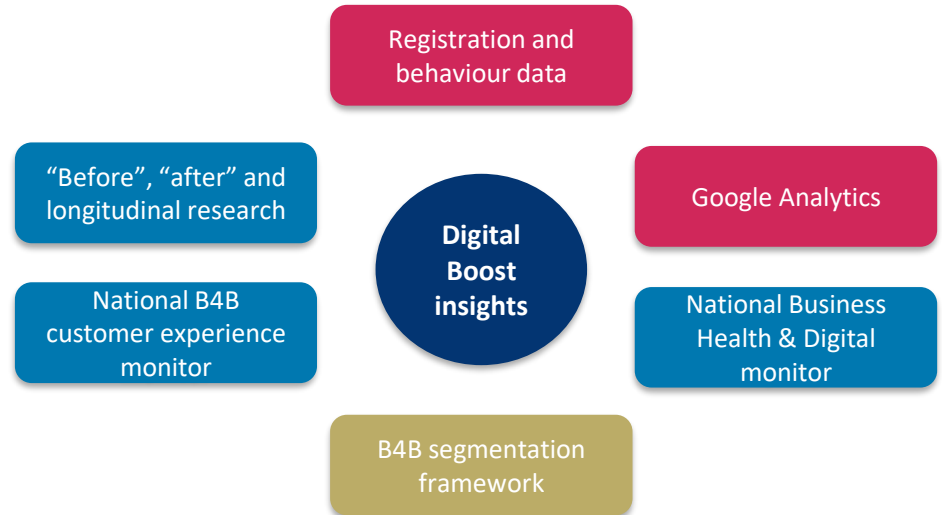 Registration and
behaviour data
“Before”, “after” and
longitudinal research
Google Analytics
Digital
Boost
insights
National B4B
customer experience
monitor
National Business
Health & Digital
monitor
B4B segmentation
framework